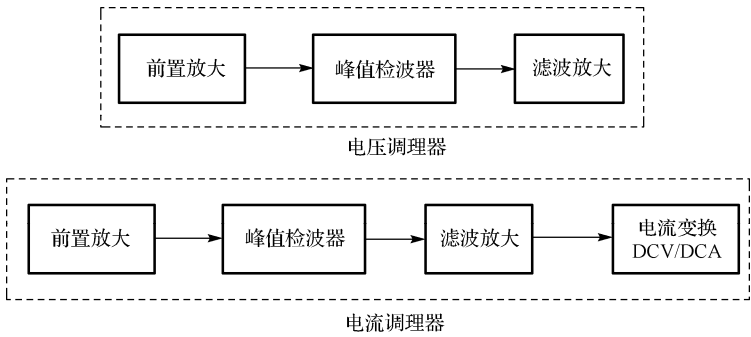 前置放大
峰值检波器
滤波放大
电压调理器
前置放大
峰值检波器
滤波放大
电流变换
DCV/DCA
电流调理器